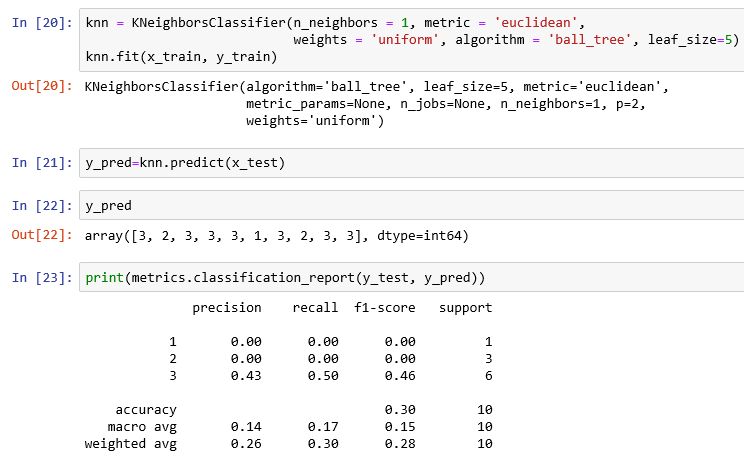 In [20]: knn = KNeighborsClassifier(n_neighbors = 1, metric = 'euclidean',
weights = 'uniform', algorithm = 'ball_tree', leaf_size=5)
knn.fit(x_train, y_train)
Out[20]: KNeighborsClassifier(algorithm='ball_tree', leaf_size=5, metric='euclidean',
metric_params=None, n_jobs=None, n_neighbors=1, p=2,
weights='uniform')
In [21]: y_pred=knn.predict(x_test)
In [22]: y_pred
Out[22]: array([3, 2, 3, 3, 3, 1, 3, 2, 3, 3], dtype=int64)
In [23]: print(metrics.classification_report(y_test, y_pred))
precision recall f1-score support
1 0.00 0.00 0.00 1
2 0.00 0.00 0.00 3
3 0.43 0.50 0.46 6
accuracy 0.30 10
macro avg 0.14 0.17 0.15 10
weighted avg 0.26 0.30 0.28 10